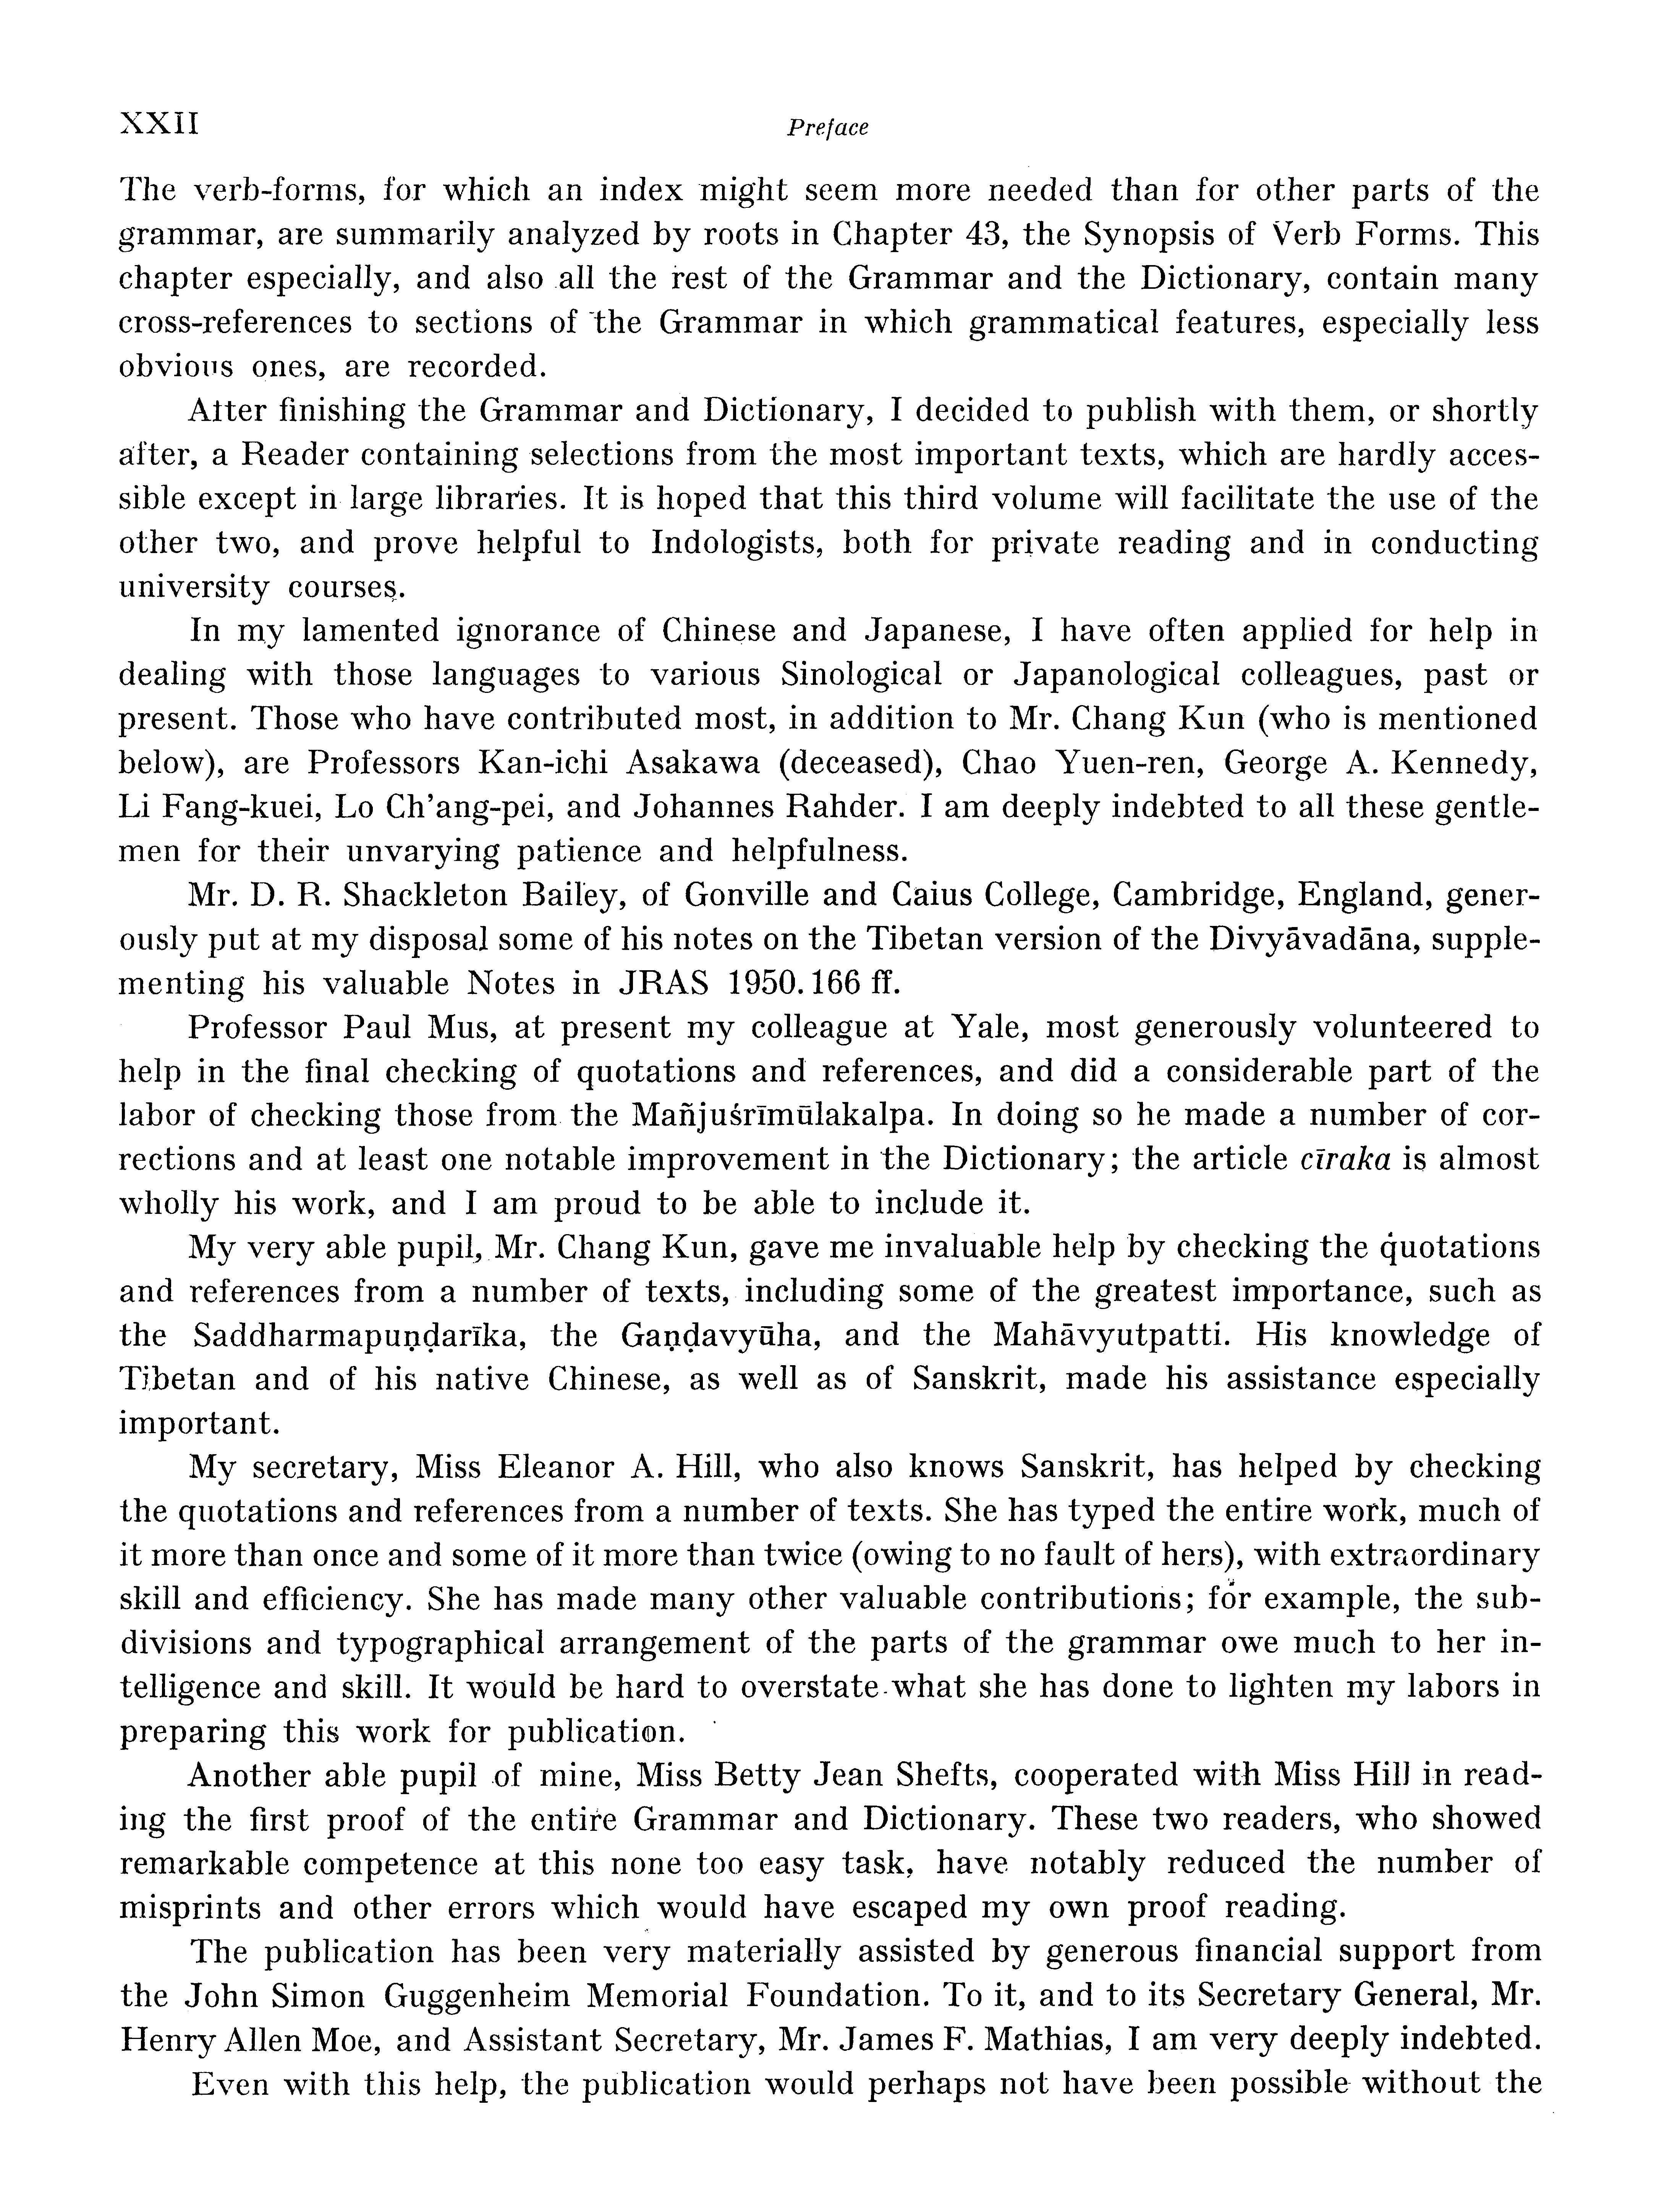 XXII
Preface
The verb-forms, for which an index might seem more needed than for other parts of the
grammar, are summarily analyzed by roots in Chapter 43, the Synopsis of Verb Forms. This
chapter especially, and also all the rest of the Grammar and the Dictionary, contain many
cross-references to sections of the Grammar in which grammatical features, especially less
obvious ones, are recorded.
After finishing the Grammar and Dictionary, I decided to publish with them, or shortly
after, a Reader containing selections from the most important texts, which are hardly acces-
sible except in large libraries. It is hoped that this third volume will facilitate the use of the
other two, and prove helpful to Indologists, both for private reading and in conducting
university courses.
In my lamented ignorance of Chinese and Japanese, I have often applied for help in
dealing with those languages to various Sinological or Japanological colleagues, past or
present. Those who have contributed most, in addition to Mr. Chang Kun (who is mentioned
below), are Professors Kan-ichi Asakawa (deceased), Chao Yuen-ren, George A. Kennedy,
Li Fang-kuei, Lo Ch'ang-pei, and Johannes Rahder. I am deeply indebted to all these gentle-
men for their unvarying patience and helpfulness.
Mr. D. R. Shackleton Bailey, of Gonville and Caius College, Cambridge, England, gener-
ously put at my disposal some of his notes on the Tibetan version of the Divyāvadāna, supple-
menting his valuable Notes in JRAS 1950.166 ff.
Professor Paul Mus, at present my colleague at Yale, most generously volunteered to
help in the final checking of quotations and references, and did a considerable part of the
labor of checking those from the Mañjuśrīmūlakalpa. In doing so he made a number of cor-
rections and at least one notable improvement in the Dictionary; the article cīraka is almost
wholly his work, and I am proud to be able to include it.
My very able pupil, Mr. Chang Kun, gave me invaluable help by checking the quotations
and references from a number of texts, including some of the greatest importance, such as
the Saddharmapuṇḍarīka, the Gaṇḍavyūha, and the Mahāvyutpatti. His knowledge of
Tibetan and of his native Chinese, as well as of Sanskrit, made his assistance especially
important.
My secretary, Miss Eleanor A. Hill, who also knows Sanskrit, has helped by checking
the quotations and references from a number of texts. She has typed the entire work, much of
it more than once and some of it more than twice (owing to no fault of hers), with extraordinary
skill and efficiency. She has made many other valuable contributions; for example, the sub-
divisions and typographical arrangement of the parts of the grammar owe much to her in-
telligence and skill. It would be hard to overstate what she has done to lighten my labors in
preparing this work for publication.
Another able pupil of mine, Miss Betty Jean Shefts, cooperated with Miss Hill in read-
ing the first proof of the entire Grammar and Dictionary. These two readers, who showed
remarkable competence at this none too easy task, have notably reduced the number of
misprints and other errors which would have escaped my own proof reading.
The publication has been very materially assisted by generous financial support from
the John Simon Guggenheim Memorial Foundation. To it, and to its Secretary General, Mr.
Henry Allen Moe, and Assistant Secretary, Mr. James F. Mathias, I am very deeply indebted.
Even with this help, the publication would perhaps not have been possible without the